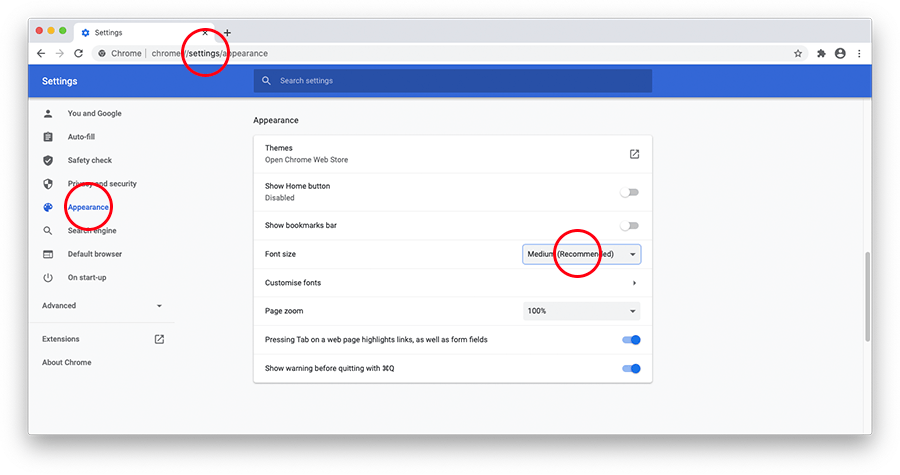 Settings
Chrome | chrome://settings/appearance
Settings
Search settings
You and Google
Auto-fill
Safety check
Privacy and security
Appearance
Search engine
Default browser
On start-up
Advanced
Extensions
About Chrome
Appearance
Themes
Open Chrome Web Store
Show Home button
Disabled
Show bookmarks bar
Font size
Medium (Recommended)
Customise fonts
Page zoom
100%
Pressing Tab on a web page highlights links, as well as form fields
Show warning before quitting with ⌘Q